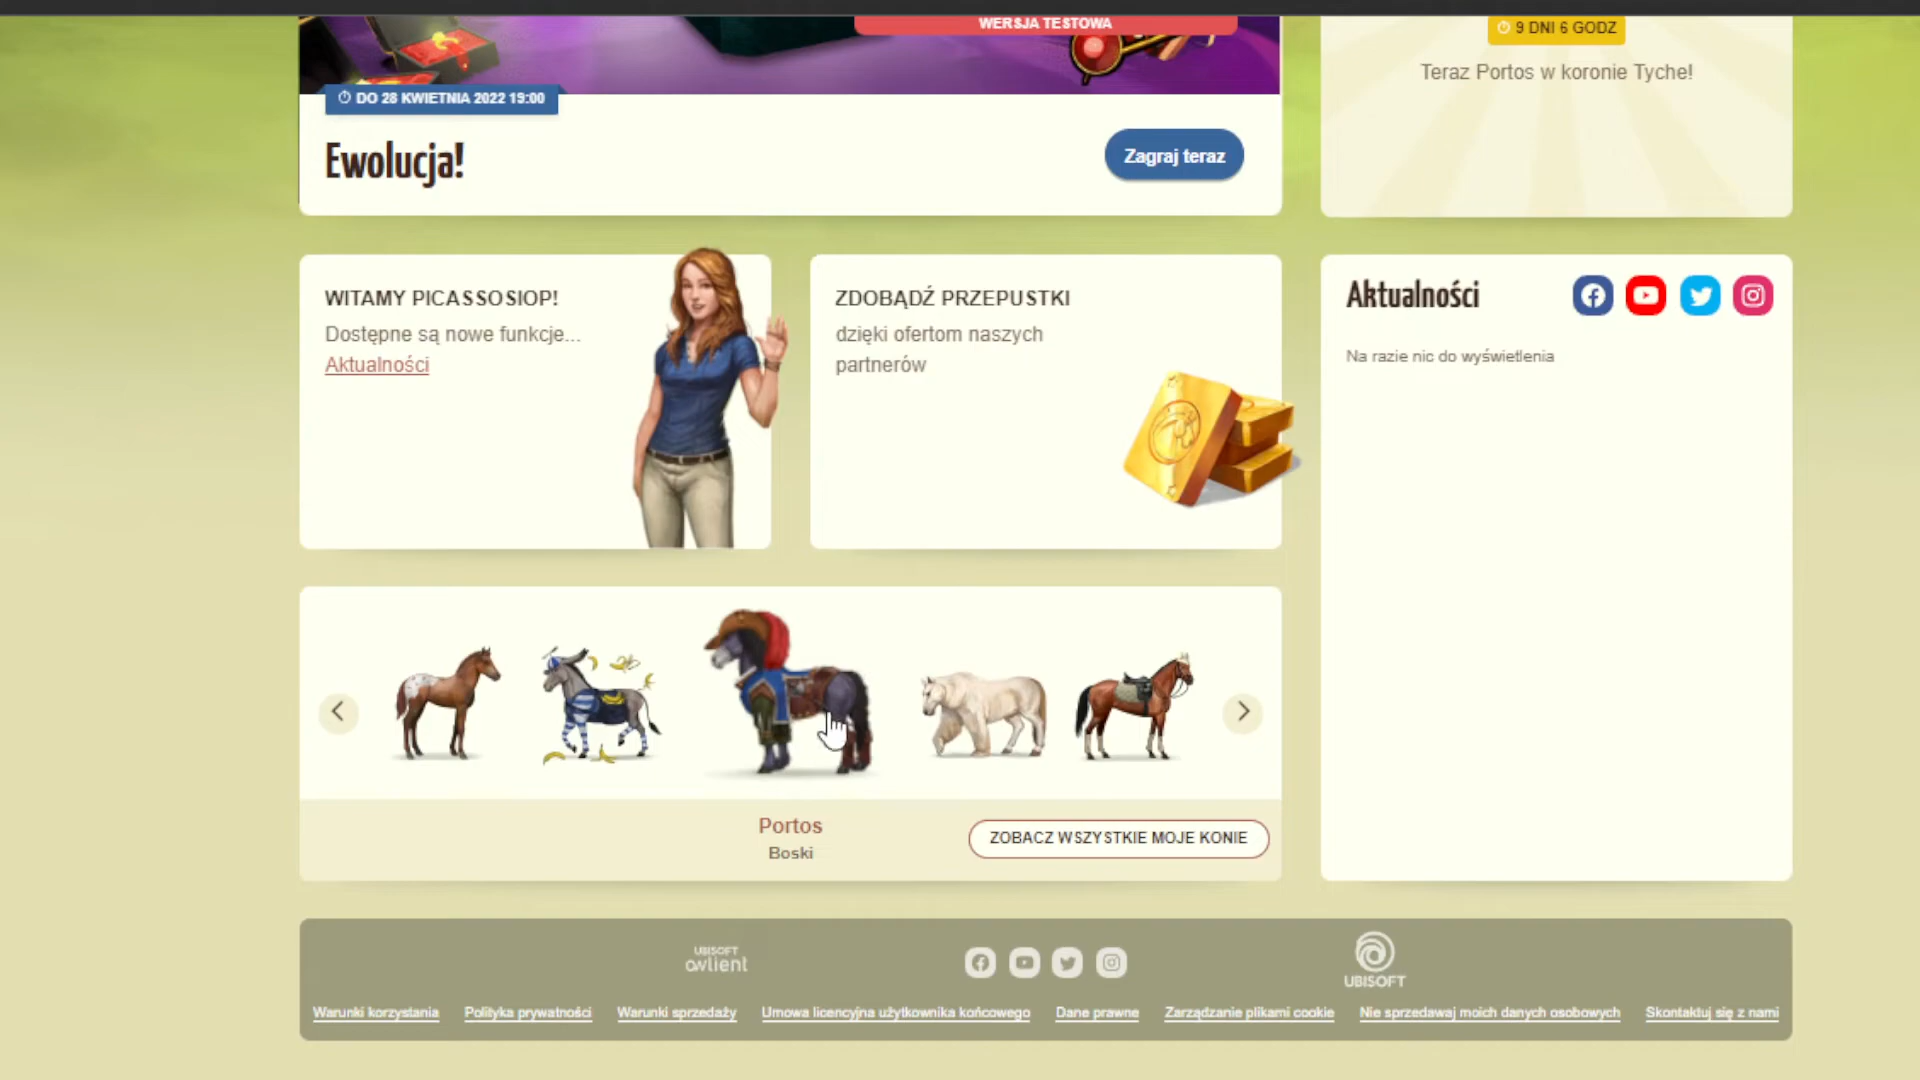 WERSJA TESTOWA
9 DNI 6 GODZ
Teraz Portos w koronie Tyche!
DO 28 KWIETNIA 2022 19:00
Ewolucja!
Zagraj teraz
WITAMY PICASSOSIOP!
Dostępne są nowe funkcje...
Aktualności
ZDOBĄDŹ PRZEPUSTKI
dzięki ofertom naszych
partnerów
Aktualności
Na razie nic do wyświetlenia
Portos
Boski
ZOBACZ WSZYSTKIE MOJE KONIE
UBISOFT
owlient
UBISOFT
Warunki korzystania
Polityka prywatności
Warunki sprzedaży
Umowa licencyjna użytkownika końcowego
Dane prawne
Zarządzanie plikami cookie
Nie sprzedawaj moich danych osobowych
Skontaktuj się z nami